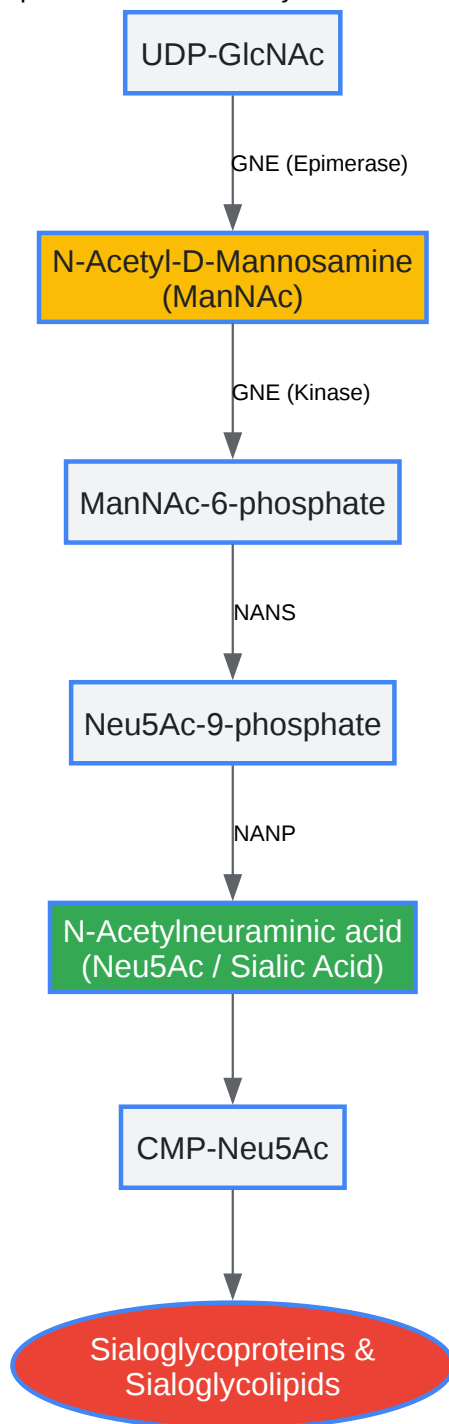 UDP-GlcNAc
GNE (Epimerase)
N-Acetyl-D-Mannosamine
(ManNAc)
GNE (Kinase)
ManNAc-6-phosphate
NANS
Neu5Ac-9-phosphate
NANP
N-Acetylneuraminic acid
(Neu5Ac / Sialic Acid)
CMP-Neu5Ac
Sialoglycoproteins &
Sialoglycolipids